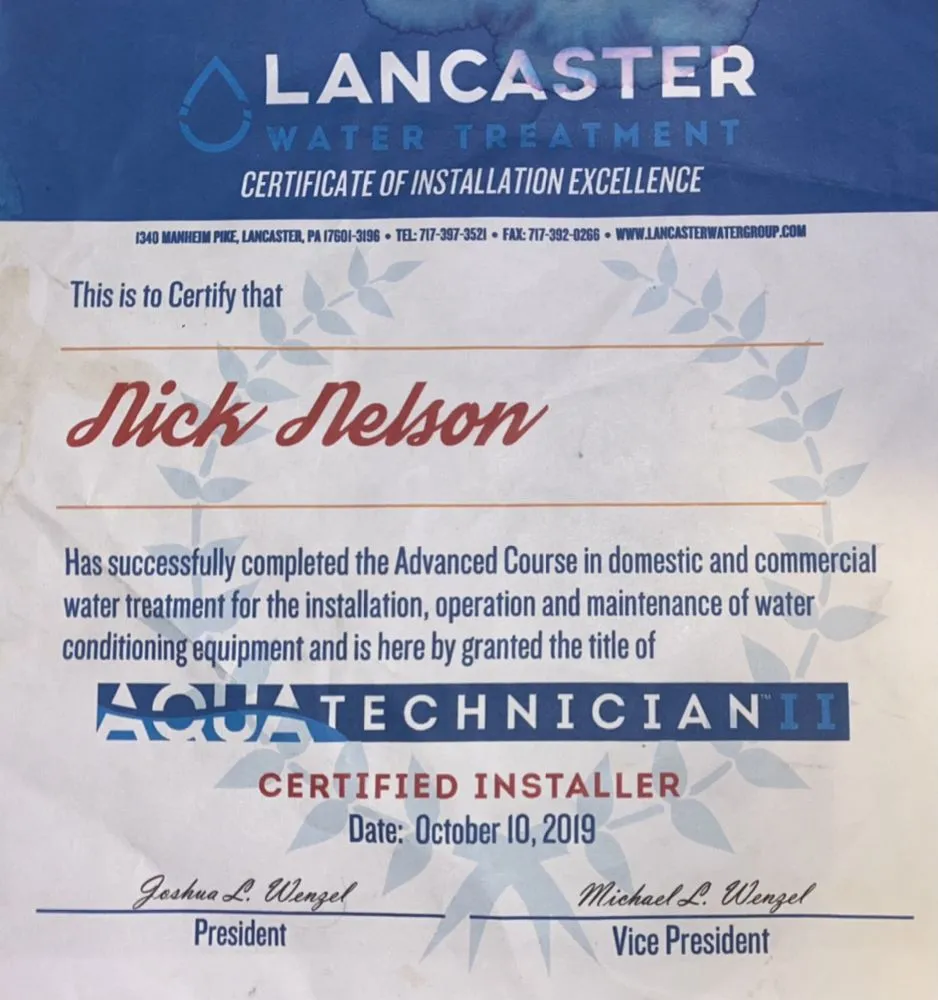 LANCASTER
WATER TREATMENT
CERTIFICATE OF INSTALLATION EXCELLENCE
1340 MANHEIM PIKE, LANCASTER, PA 17601-3196 • TEL: 717-397-3521 • FAX: 717-392-0266 • WWW.LANCASTERWATERGROUP.COM
This is to Certify that
Nick Nelson
Has successfully completed the Advanced Course in domestic and commercial
water treatment for the installation, operation and maintenance of water
conditioning equipment and is here by granted the title of
AQUATECHNICIAN™ II
CERTIFIED INSTALLER
Date: October 10, 2019
Joshua L. Wenzel Michael L. Wenzel
President Vice President